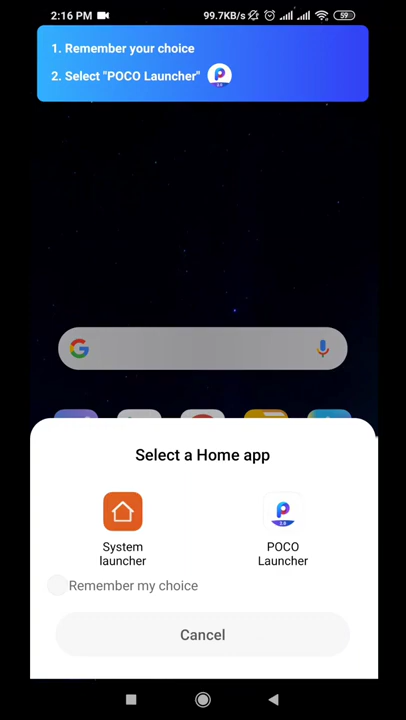 2:16 PM 99.7KB/s 59
1. Remember your choice
2. Select "POCO Launcher"
Select a Home app
System launcher
POCO Launcher
Remember my choice
Cancel